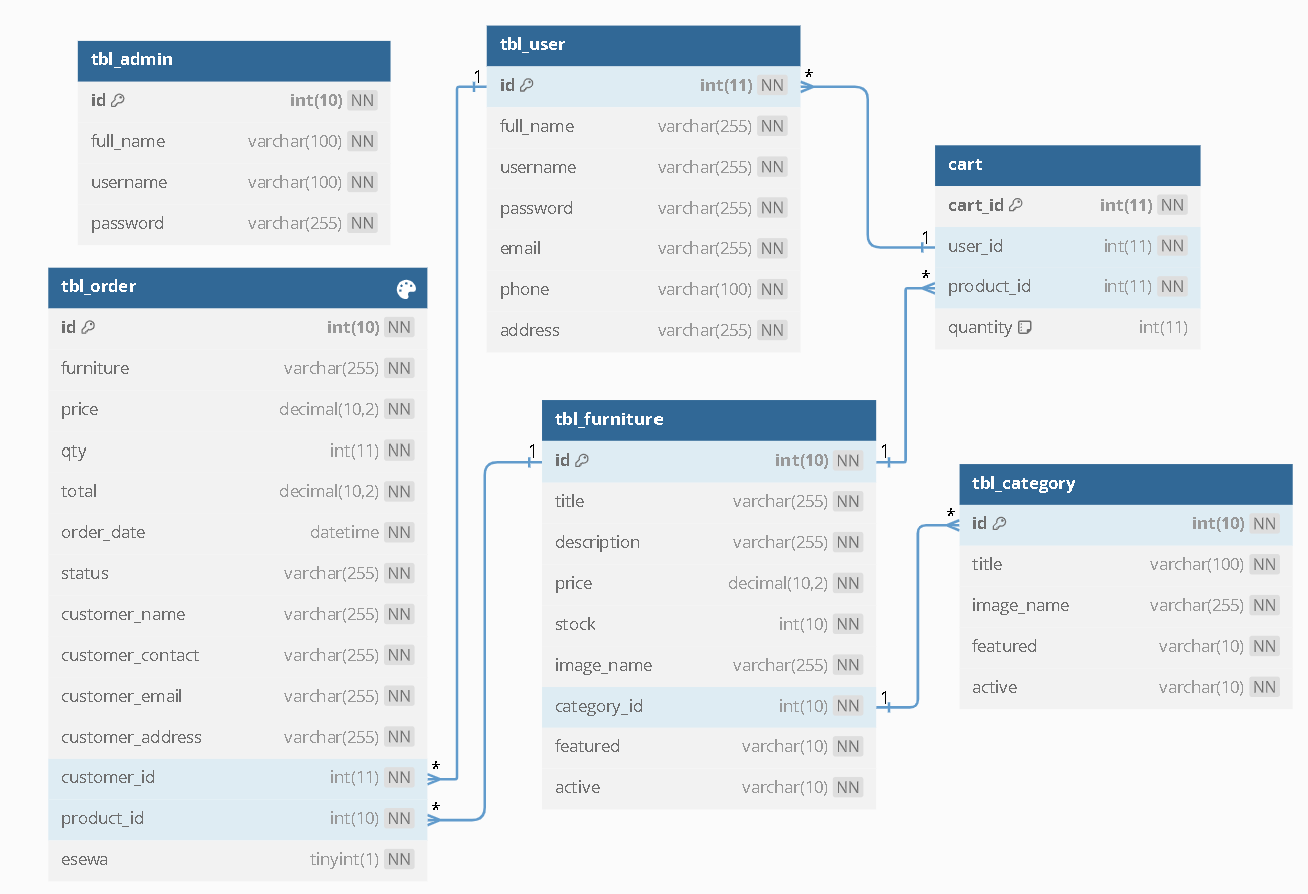 tbl_admin
id int(10) NN
full_name varchar(100) NN
username varchar(100) NN
password varchar(255) NN
tbl_user
1 id int(11) NN *
full_name varchar(255) NN
username varchar(255) NN
password varchar(255) NN
email varchar(255) NN
phone varchar(100) NN
address varchar(255) NN
cart
cart_id int(11) NN
1 user_id int(11) NN
* product_id int(11) NN
quantity int(11)
tbl_order
id int(10) NN
furniture varchar(255) NN
price decimal(10,2) NN
qty int(11) NN
total decimal(10,2) NN
order_date datetime NN
status varchar(255) NN
customer_name varchar(255) NN
customer_contact varchar(255) NN
customer_email varchar(255) NN
customer_address varchar(255) NN
customer_id int(11) NN *
product_id int(10) NN *
esewa tinyint(1) NN
tbl_furniture
1 id int(10) NN 1
title varchar(255) NN
description varchar(255) NN
price decimal(10,2) NN
stock int(10) NN
image_name varchar(255) NN
category_id int(10) NN 1
featured varchar(10) NN
active varchar(10) NN
tbl_category
* id int(10) NN
title varchar(100) NN
image_name varchar(255) NN
featured varchar(10) NN
active varchar(10) NN